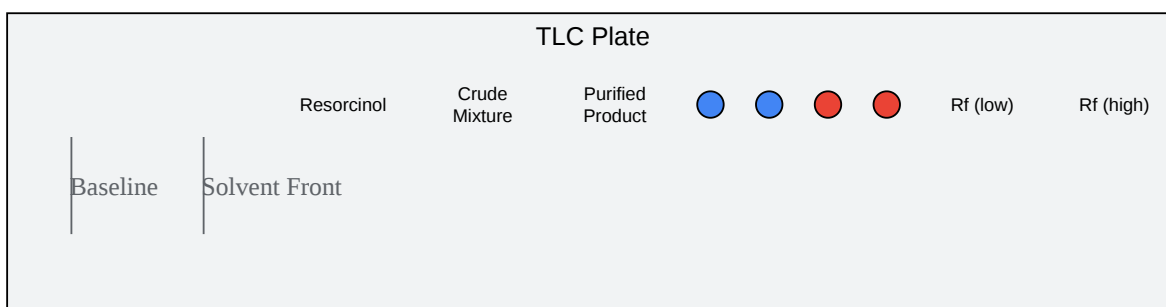 TLC Plate
Resorcinol
Crude
Mixture
Purified
Product
Rf (low)
Rf (high)
Baseline
Solvent Front